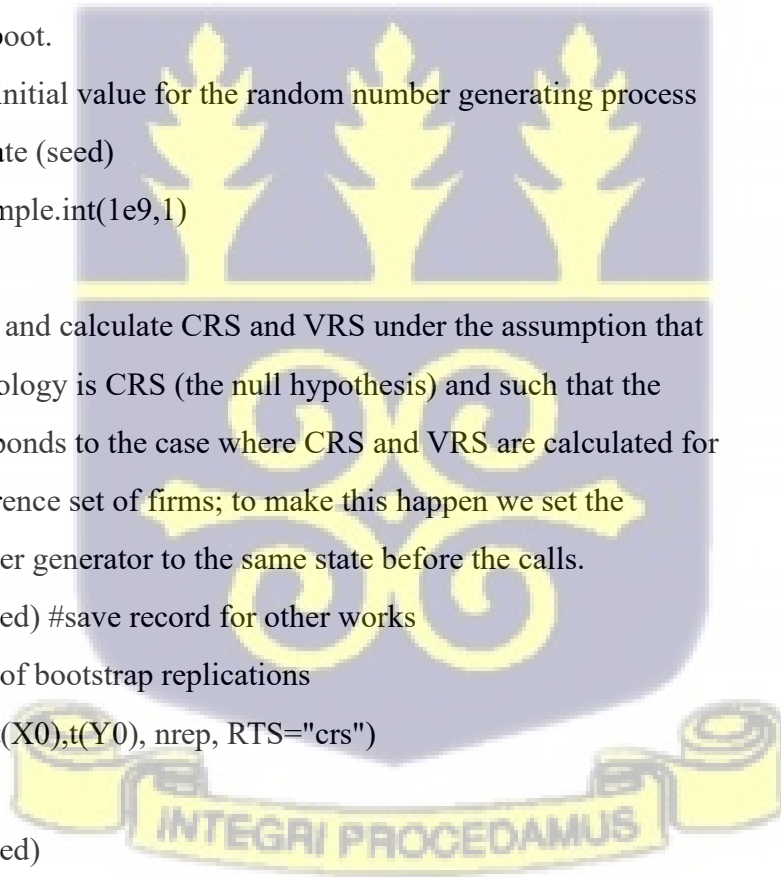 oot.
initial value for the random number generating process
ate (seed)
mple.int(1e9,1)
and calculate CRS and VRS under the assumption that
ology is CRS (the null hypothesis) and such that the
ponds to the case where CRS and VRS are calculated for
rence set of firms; to make this happen we set the
er generator to the same state before the calls.
ed) #save record for other works
of bootstrap replications
(X0),t(Y0), nrep, RTS="crs")
INTEGRI PROCEDAMUS
ed)